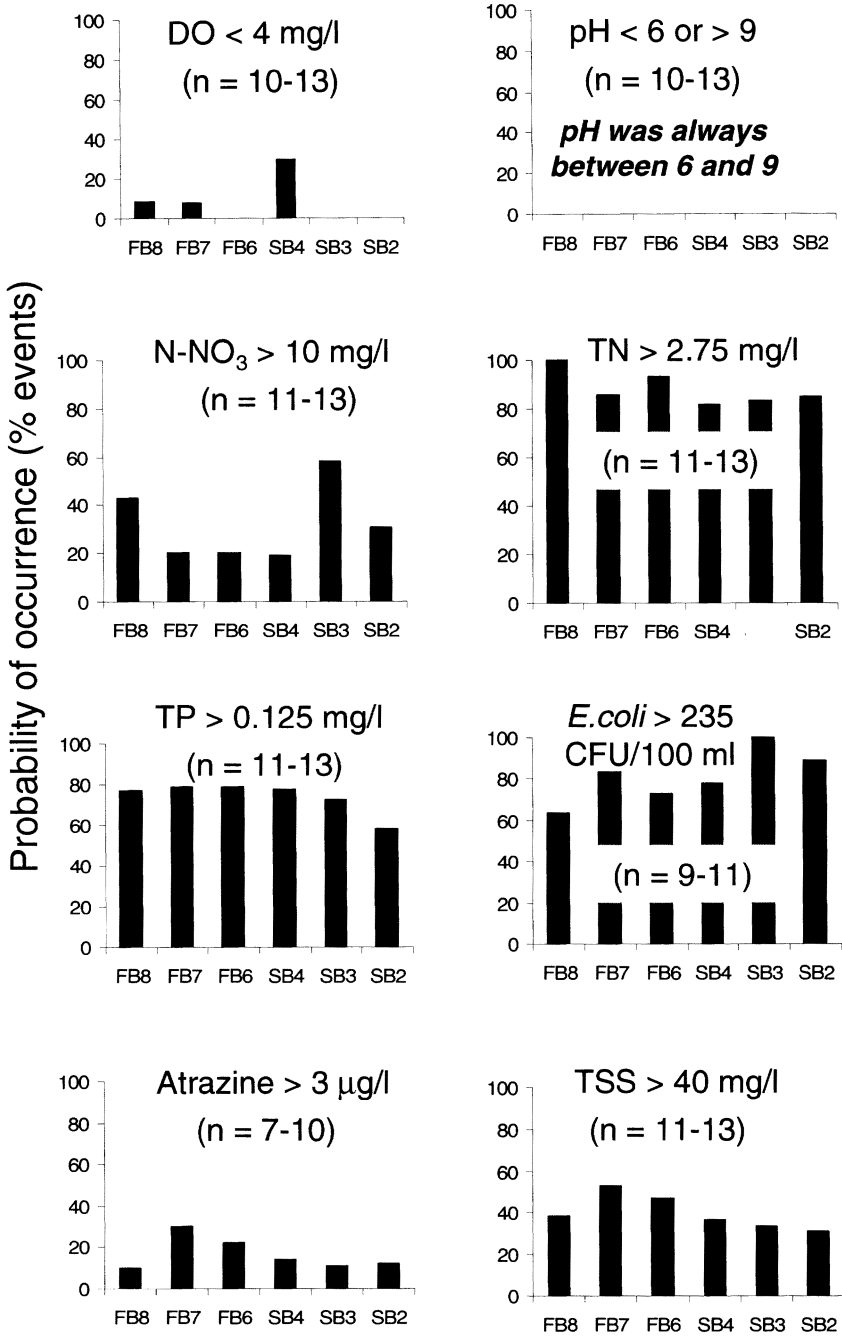 Probability of occurrence (% events)
DO < 4 mg/l
(n = 10-13)
100
80
60
40
20
0
FB8 FB7 FB6 SB4 SB3 SB2
pH < 6 or > 9
(n = 10-13)
pH was always
between 6 and 9
100
80
60
40
20
0
FB8 FB7 FB6 SB4 SB3 SB2
N-NO₃ > 10 mg/l
(n = 11-13)
100
80
60
40
20
0
FB8 FB7 FB6 SB4 SB3 SB2
TN > 2.75 mg/l
(n = 11-13)
100
80
60
40
20
0
FB8 FB7 FB6 SB4 SB2
TP > 0.125 mg/l
(n = 11-13)
100
80
60
40
20
0
FB8 FB7 FB6 SB4 SB3 SB2
E.coli > 235
CFU/100 ml
(n = 9-11)
100
80
60
40
20
0
FB8 FB7 FB6 SB4 SB3 SB2
Atrazine > 3 μg/l
(n = 7-10)
100
80
60
40
20
0
FB8 FB7 FB6 SB4 SB3 SB2
TSS > 40 mg/l
(n = 11-13)
100
80
60
40
20
0
FB8 FB7 FB6 SB4 SB3 SB2